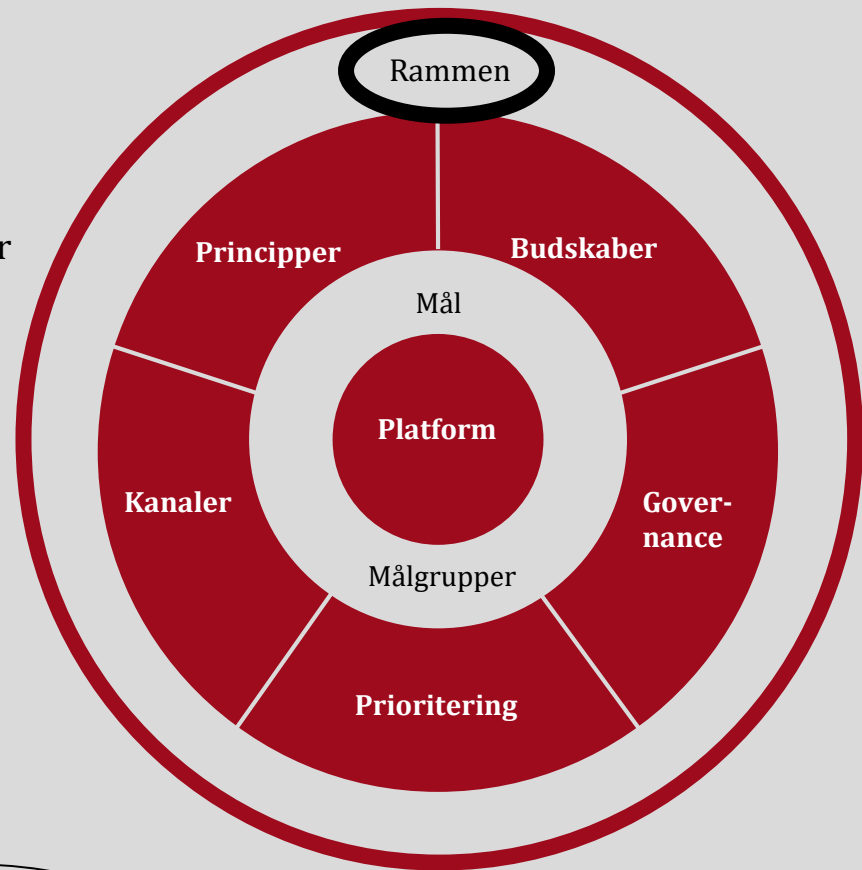 Rammen
r
Principper
Budskaber
Mål
Platform
Kanaler
Gover-
nance
Målgrupper
Prioritering